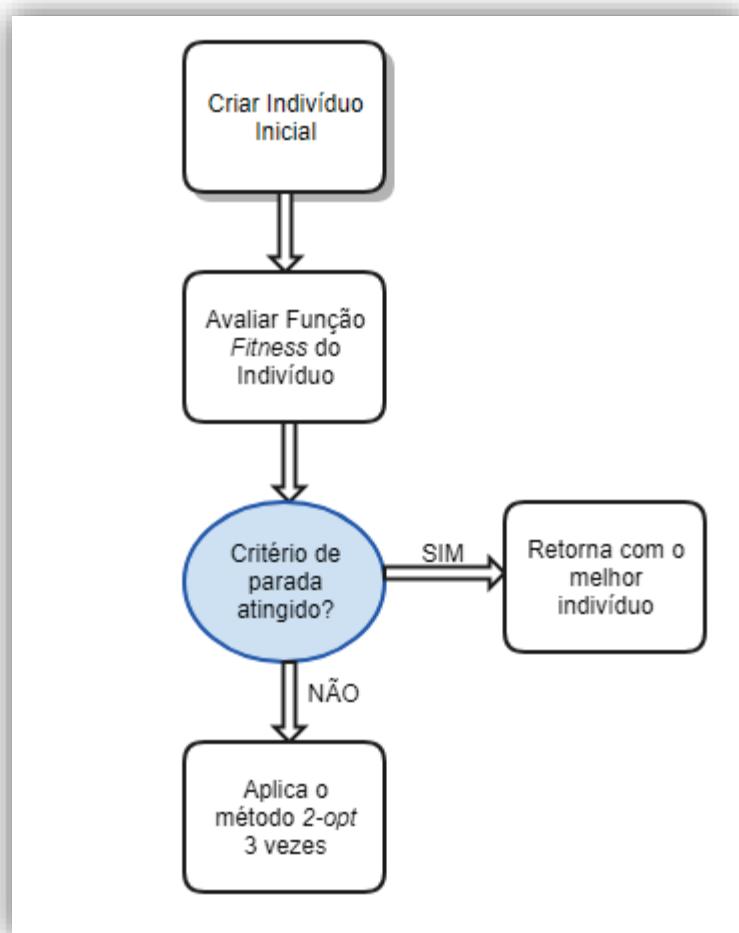 Criar Indivíduo
Inicial
Avaliar Função
Fitness do
Indivíduo
Critério de
parada
atingido?
SIM
Retorna com o
melhor
indivíduo
NÃO
Aplica o
método 2-opt
3 vezes